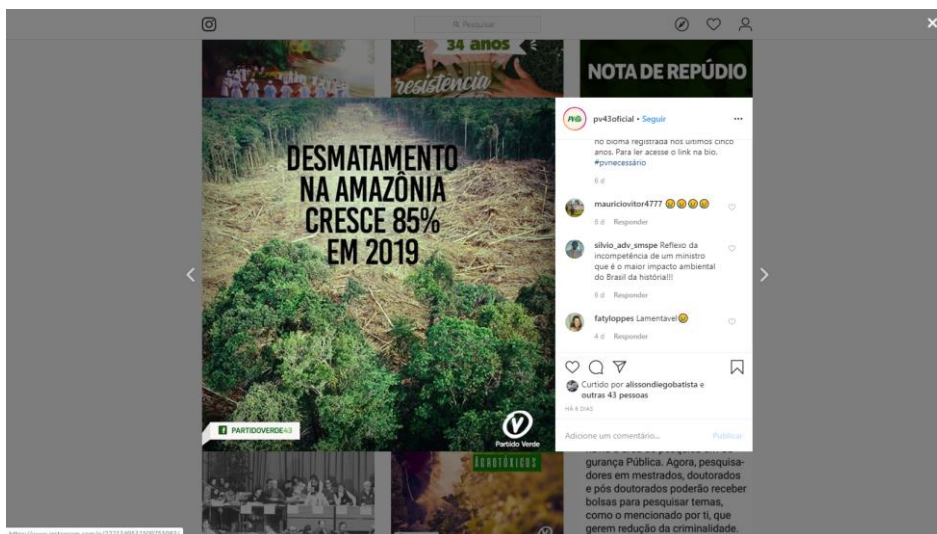 Pesquisar
34 anos
resistência
NOTA DE REPÚDIO
DESMATAMENTO
NA AMAZÔNIA
CRESCE 85%
EM 2019
PARTIDOVERDE43
Partido Verde
pv43oficial • Seguir
no bioma registrada nos últimos cinco
anos. Para ler acesse o link na bio.
#pvnecessário
6 d
mauriciovitor4777
6 d Responder
silvio_adv_smspe Reflexo da
incompetência de um ministro
que é o maior impacto ambiental
do Brasil da história!!!
6 d Responder
fatyloppes Lamentavel
4 d Responder
Curtido por alissondiegobatista e
outras 43 pessoas
HÁ 6 DIAS
Adicione um comentário... Publicar
AGROTÓXICOS
gurança Pública. Agora, pesquisa-
dores em mestrados, doutorados
e pós doutorados poderão receber
bolsas para pesquisar temas,
como o mencionado por ti, que
gerem redução da criminalidade.